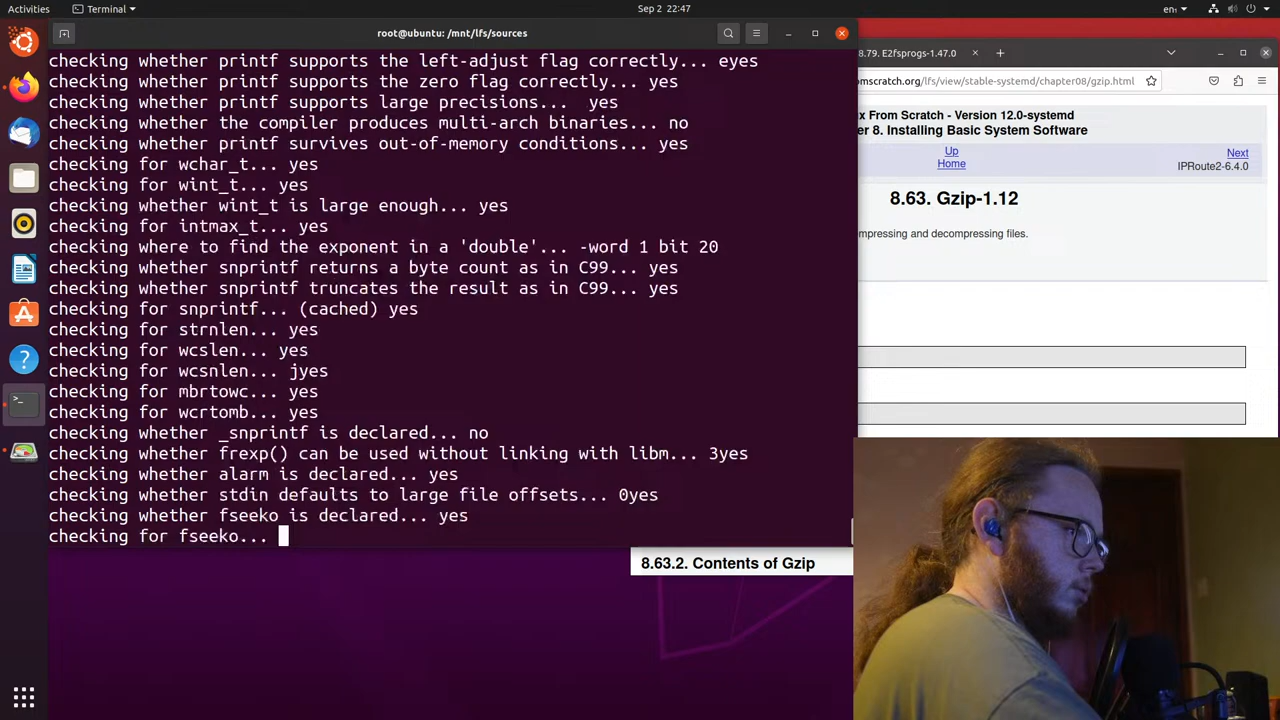 Activities
Terminal
Sep 2 22:47
en
root@ubuntu: /mnt/lfs/sources
checking whether printf supports the left-adjust flag correctly... eyes
checking whether printf supports the zero flag correctly... yes
checking whether printf supports large precisions...  yes
checking whether the compiler produces multi-arch binaries... no
checking whether printf survives out-of-memory conditions... yes
checking for wchar_t... yes
checking for wint_t... yes
checking whether wint_t is large enough... yes
checking for intmax_t... yes
checking where to find the exponent in a 'double'... -word 1 bit 20
checking whether snprintf returns a byte count as in C99... yes
checking whether snprintf truncates the result as in C99... yes
checking for snprintf... (cached) yes
checking for strnlen... yes
checking for wcslen... yes
checking for wcsnlen... jyes
checking for mbrtowc... yes
checking for wcrtomb... yes
checking whether _snprintf is declared... no
checking whether frexp() can be used without linking with libm... 3yes
checking whether alarm is declared... yes
checking whether stdin defaults to large file offsets... 0yes
checking whether fseeko is declared... yes
checking for fseeko...
8.79. E2fsprogs-1.47.0
omscratch.org/lfs/view/stable-systemd/chapter08/gzip.html
x From Scratch - Version 12.0-systemd
er 8. Installing Basic System Software
Up
Home
Next
IPRoute2-6.4.0
8.63. Gzip-1.12
mpressing and decompressing files.
8.63.2. Contents of Gzip